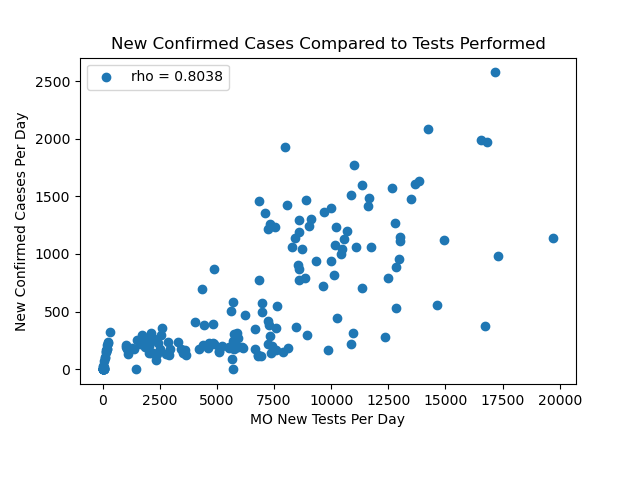 New Confirmed Cases Compared to Tests Performed
rho = 0.8038
2500
2000
1500
1000
500
0
New Confirmed Caeses Per Day
0 2500 5000 7500 10000 12500 15000 17500 20000
MO New Tests Per Day